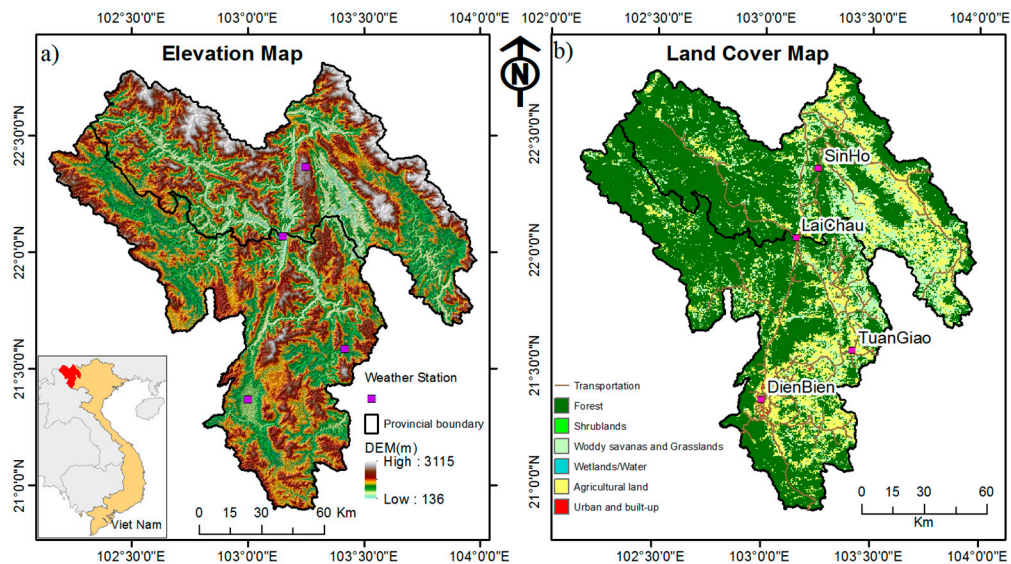 102°30'0"E
103°0'0"E
103°30'0"E
104°0'0"E
102°0'0"E
102°30'0"E
103°0'0"E
103°30'0"E
104°0'0"E
a)
Elevation Map
N
b)
Land Cover Map
22°30'0"N
22°0'0"N
21°30'0"N
21°0'0"N
22°30'0"N
22°0'0"N
21°30'0"N
21°0'0"N
SinHo
LaiChau
TuanGiao
DienBien
Weather Station
Provincial boundary
DEM(m)
High : 3115
Low : 136
0 15 30 60 Km
Viet Nam
Transportation
Forest
Shrublands
Woddy savanas and Grasslands
Wetlands/Water
Agricultural land
Urban and built-up
0 15 30 60
Km
102°30'0"E
103°0'0"E
103°30'0"E
104°0'0"E
102°30'0"E
103°0'0"E
103°30'0"E
104°0'0"E